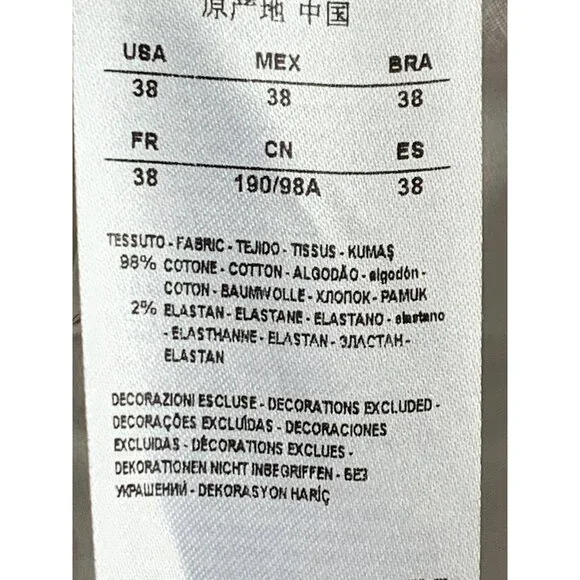 原产地 中国
USA MEX BRA
38 38 38
FR CN ES
38 190/98A 38
TESSUTO - FABRIC - TEJIDO - TISSUS - KUMAŞ
98% COTONE - COTTON - ALGODÃO - algodón -
COTON - BAUMWOLLE - ХЛОПОК - PAMUK
2% ELASTAN - ELASTANE - ELASTANO - elastano
- ELASTHANNE - ELASTAN - ЭЛАСТАН -
ELASTAN
DECORAZIONI ESCLUSE - DECORATIONS EXCLUDED -
DECORAÇÕES EXCLUÍDAS - DECORACIONES
EXCLUIDAS - DÉCORATIONS EXCLUES -
DEKORATIONEN NICHT INBEGRIFFEN - БЕЗ
УКРАШЕНИЙ - DEKORASYON HARİÇ